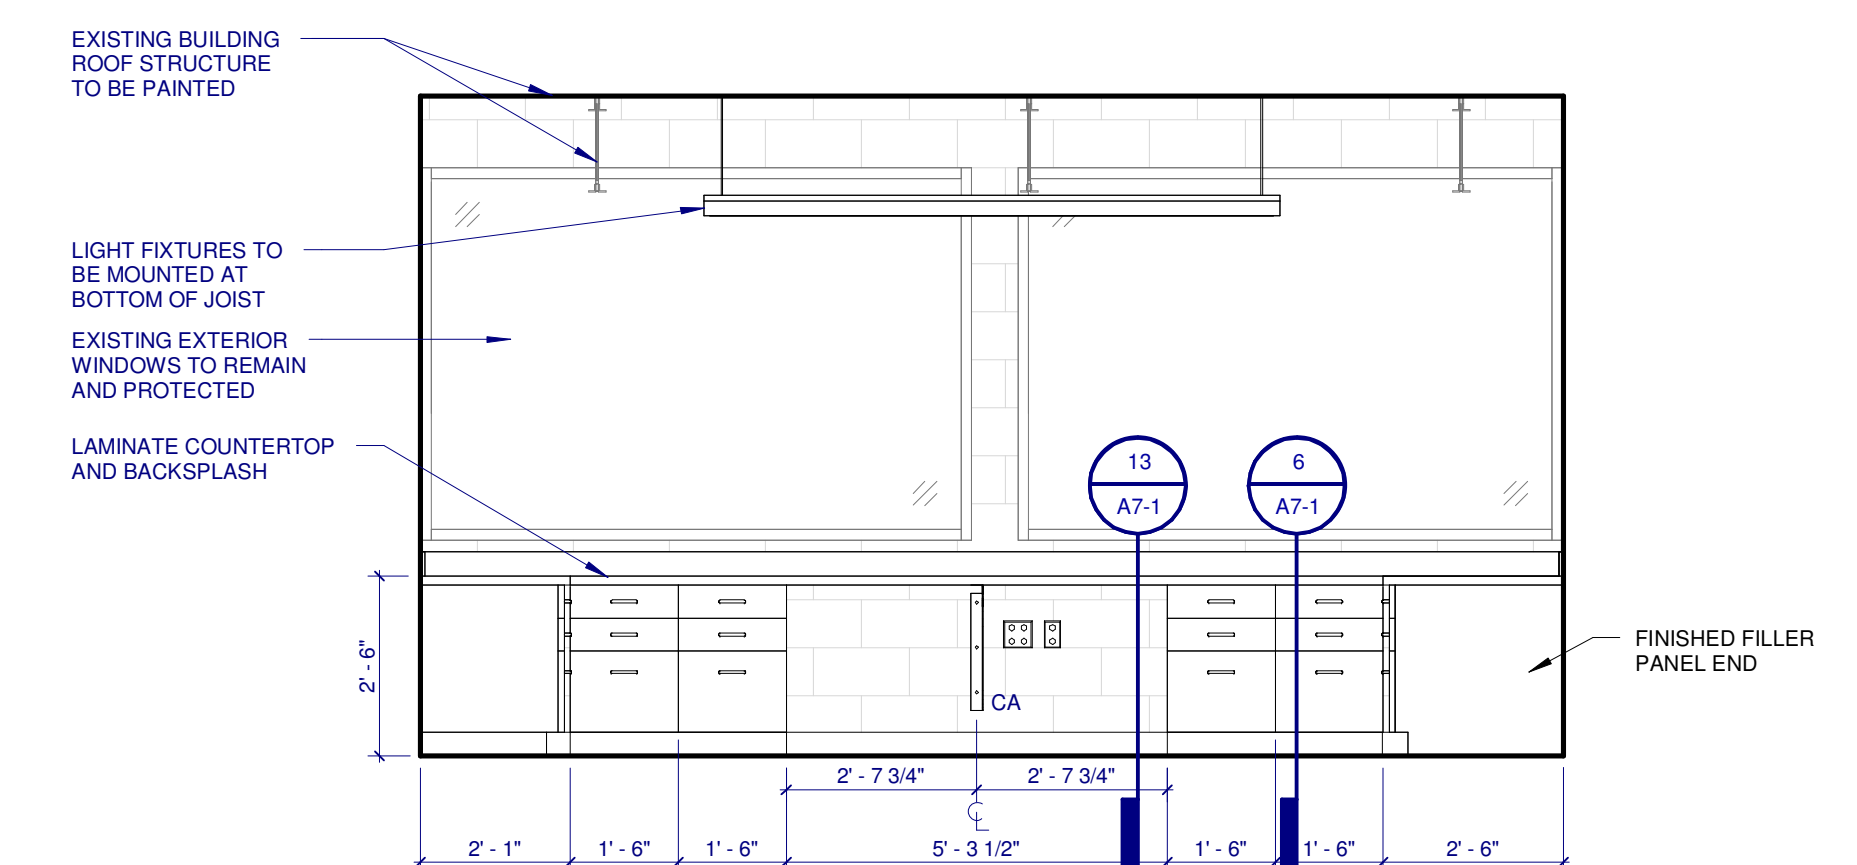 EXISTING BUILDING
ROOF STRUCTURE
TO BE PAINTED
LIGHT FIXTURES TO
BE MOUNTED AT
BOTTOM OF JOIST
EXISTING EXTERIOR
WINDOWS TO REMAIN
AND PROTECTED
LAMINATE COUNTERTOP
AND BACKSPLASH
13
A7-1
6
A7-1
FINISHED FILLER
PANEL END
2' - 6"
CA
2' - 7 3/4"
2' - 7 3/4"
CL
2' - 1"
1' - 6"
1' - 6"
5' - 3 1/2"
1' - 6"
1' - 6"
2' - 6"